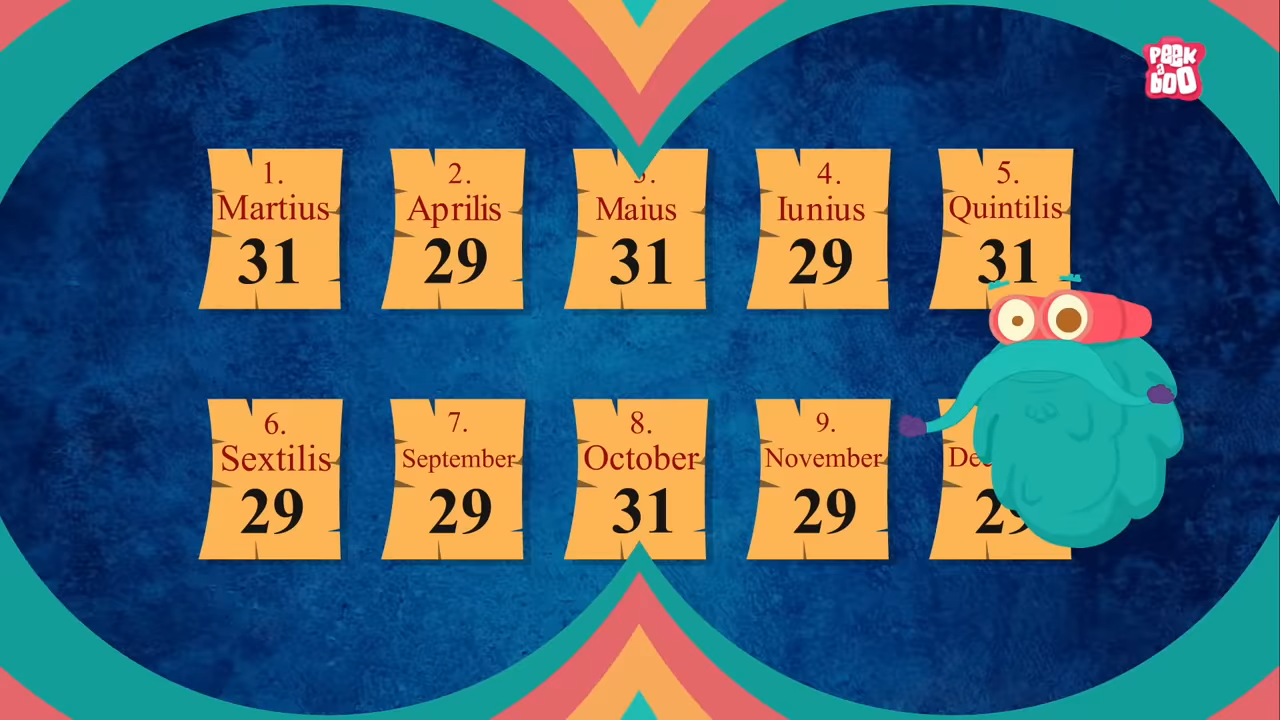 PEEK
a
boo
1.
Martius
31
2.
Aprilis
29
Maius
31
4.
Iunius
29
5.
Quintilis
31
6.
Sextilis
29
7.
September
29
8.
October
31
9.
November
29